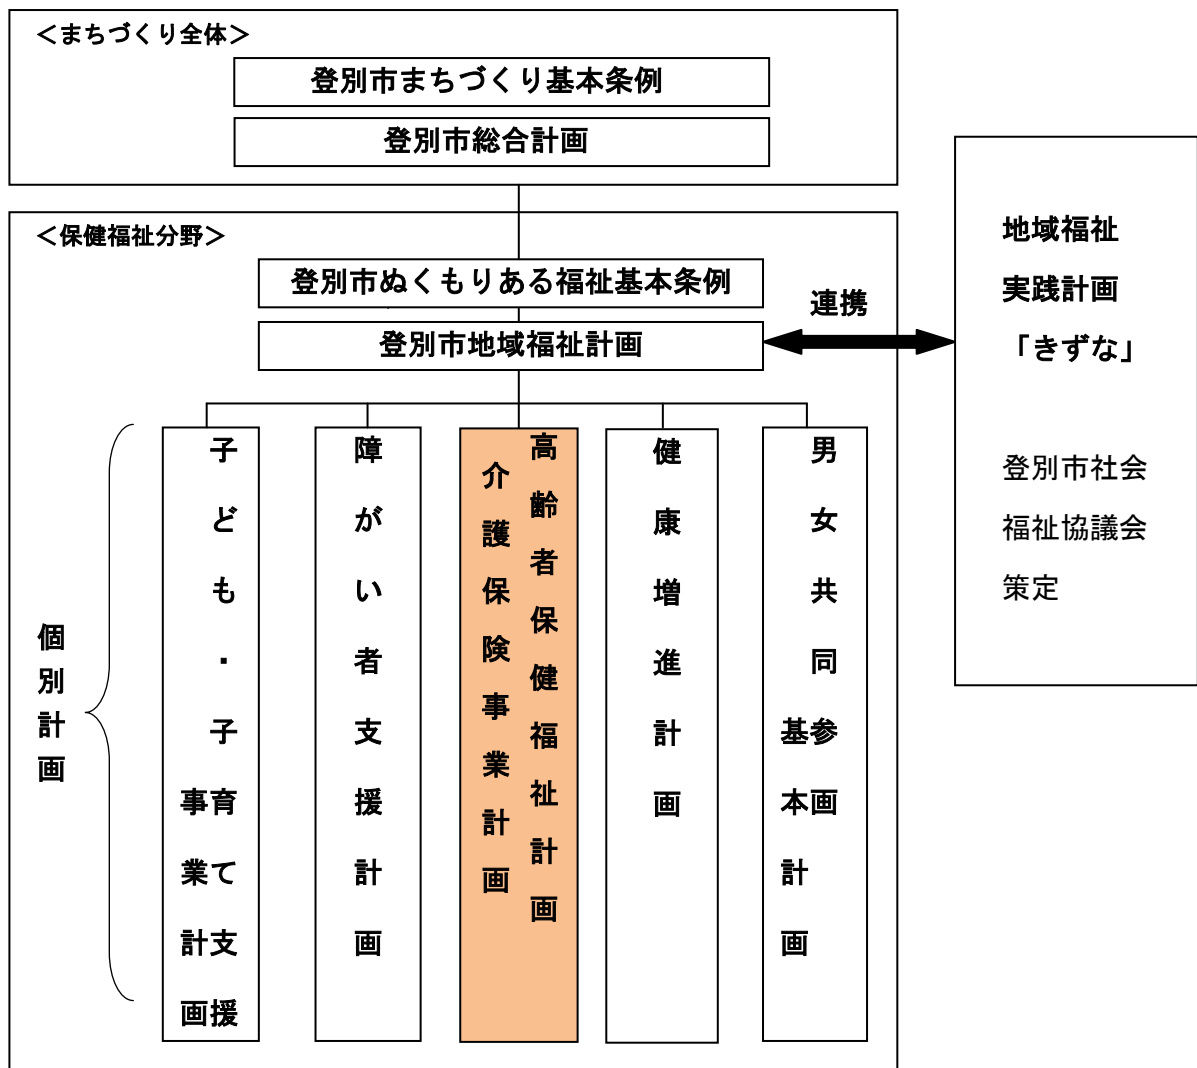 ＜まちづくり全体＞
登別市まちづくり基本条例
登別市総合計画
＜保健福祉分野＞
登別市ぬくもりある福祉基本条例
登別市地域福祉計画
連携
地域福祉
実践計画
「きずな」
登別市社会
福祉協議会
策定
個別計画
子ども・子育て支援
事業計画
障がい者支援計画
高齢者保健福祉計画
介護保険事業計画
健康増進計画
男女共同参画
基本計画